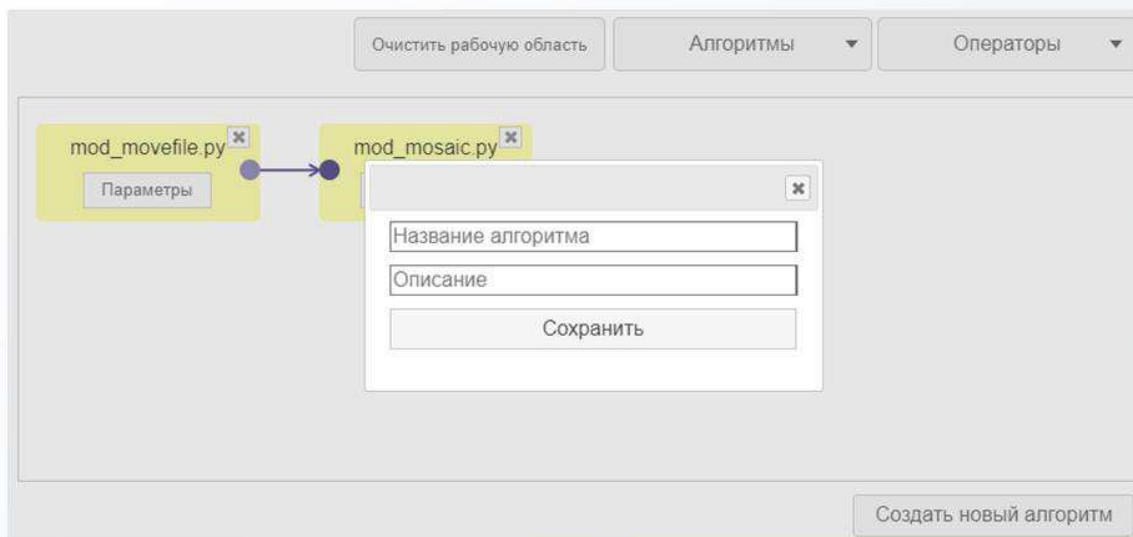 Очистить рабочую область
Алгоритмы
Операторы
mod_movefile.py
mod_mosaic.py
Параметры
Название алгоритма
Описание
Сохранить
Создать новый алгоритм